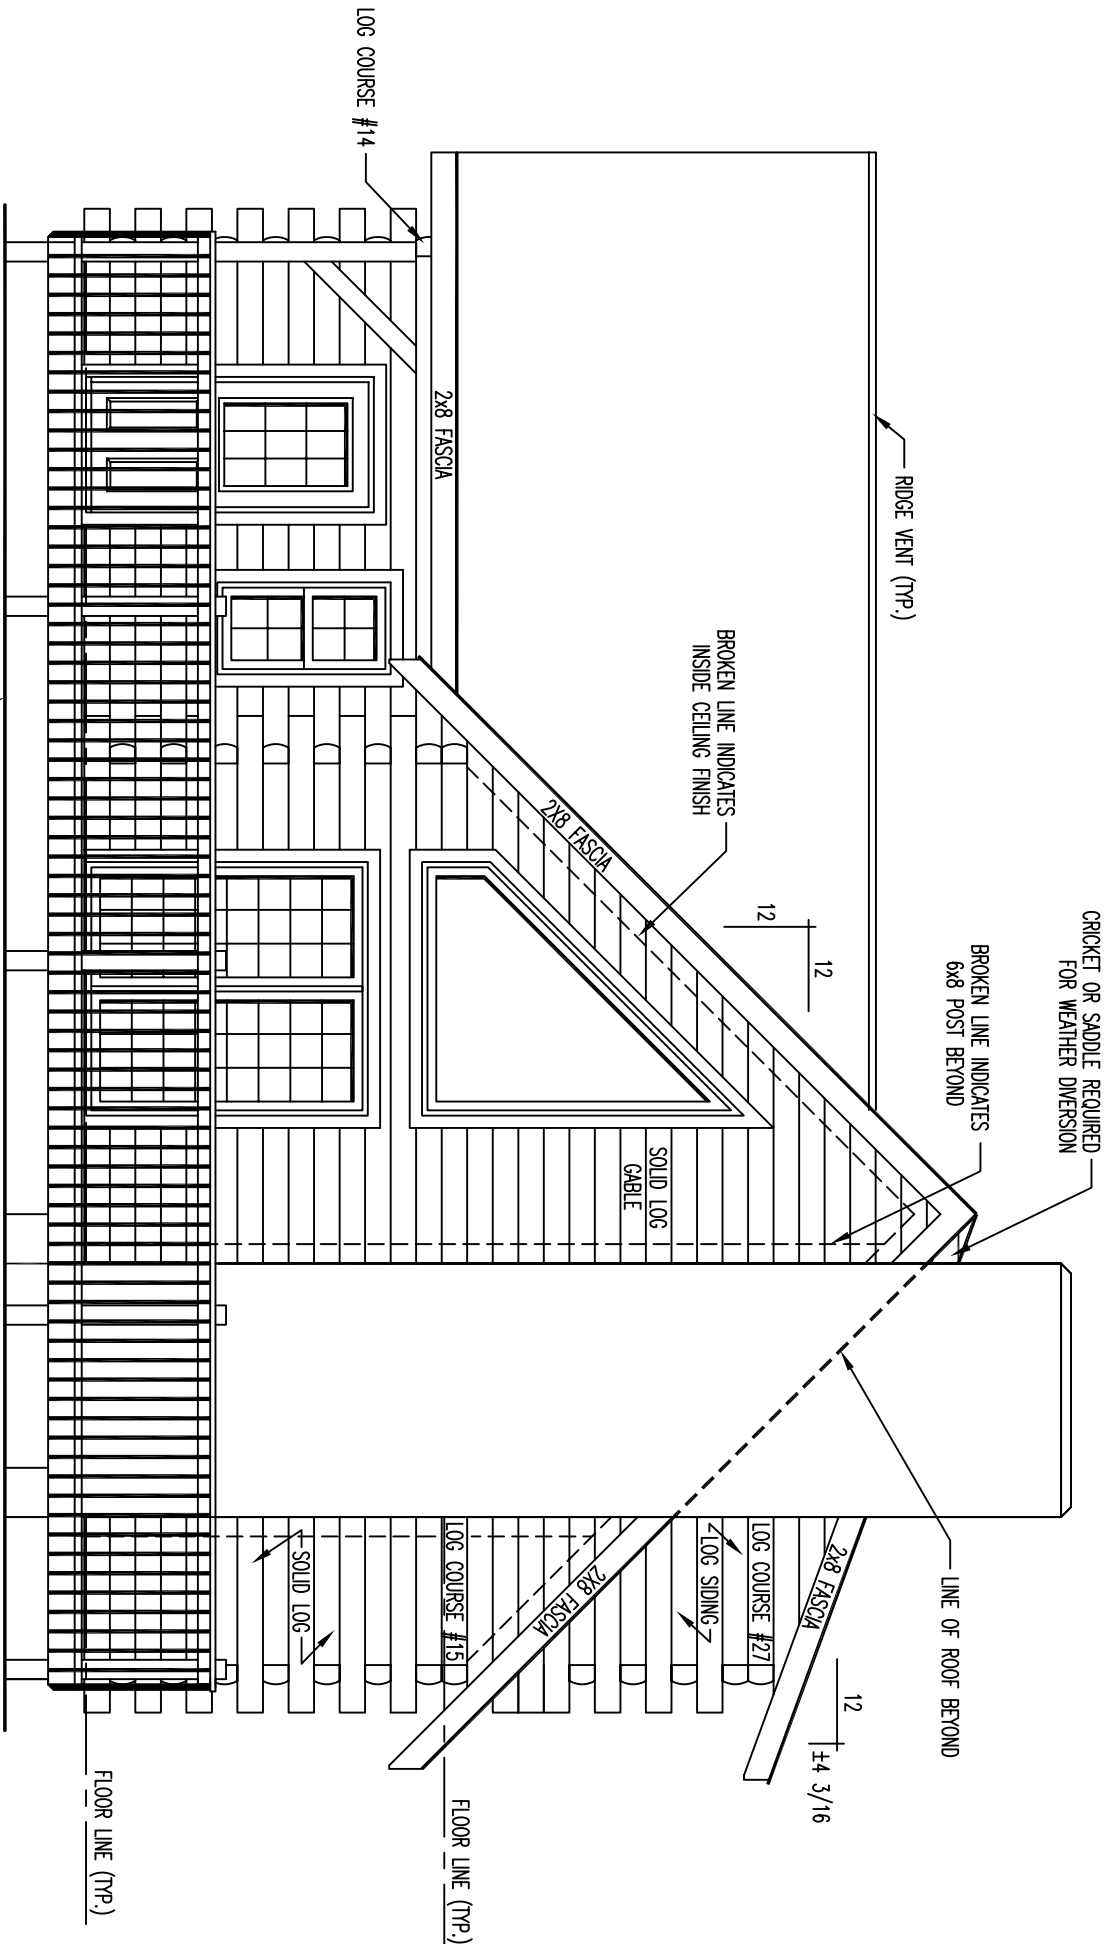 CRICKET OR SADDLE REQUIRED
FOR WEATHER DIVERSION
BROKEN LINE INDICATES
6x8 POST BEYOND
RIDGE VENT (TYP.)
LINE OF ROOF BEYOND
12
12
12
±4 3/16
2x8 FASCIA
BROKEN LINE INDICATES
INSIDE CEILING FINISH
2X8 FASCIA
LOG COURSE #27
LOG SIDING
SOLID LOG
GABLE
2X8 FASCIA
2x8 FASCIA
LOG COURSE #14
LOG COURSE #15
FLOOR LINE (TYP.)
SOLID LOG
FLOOR LINE (TYP.)